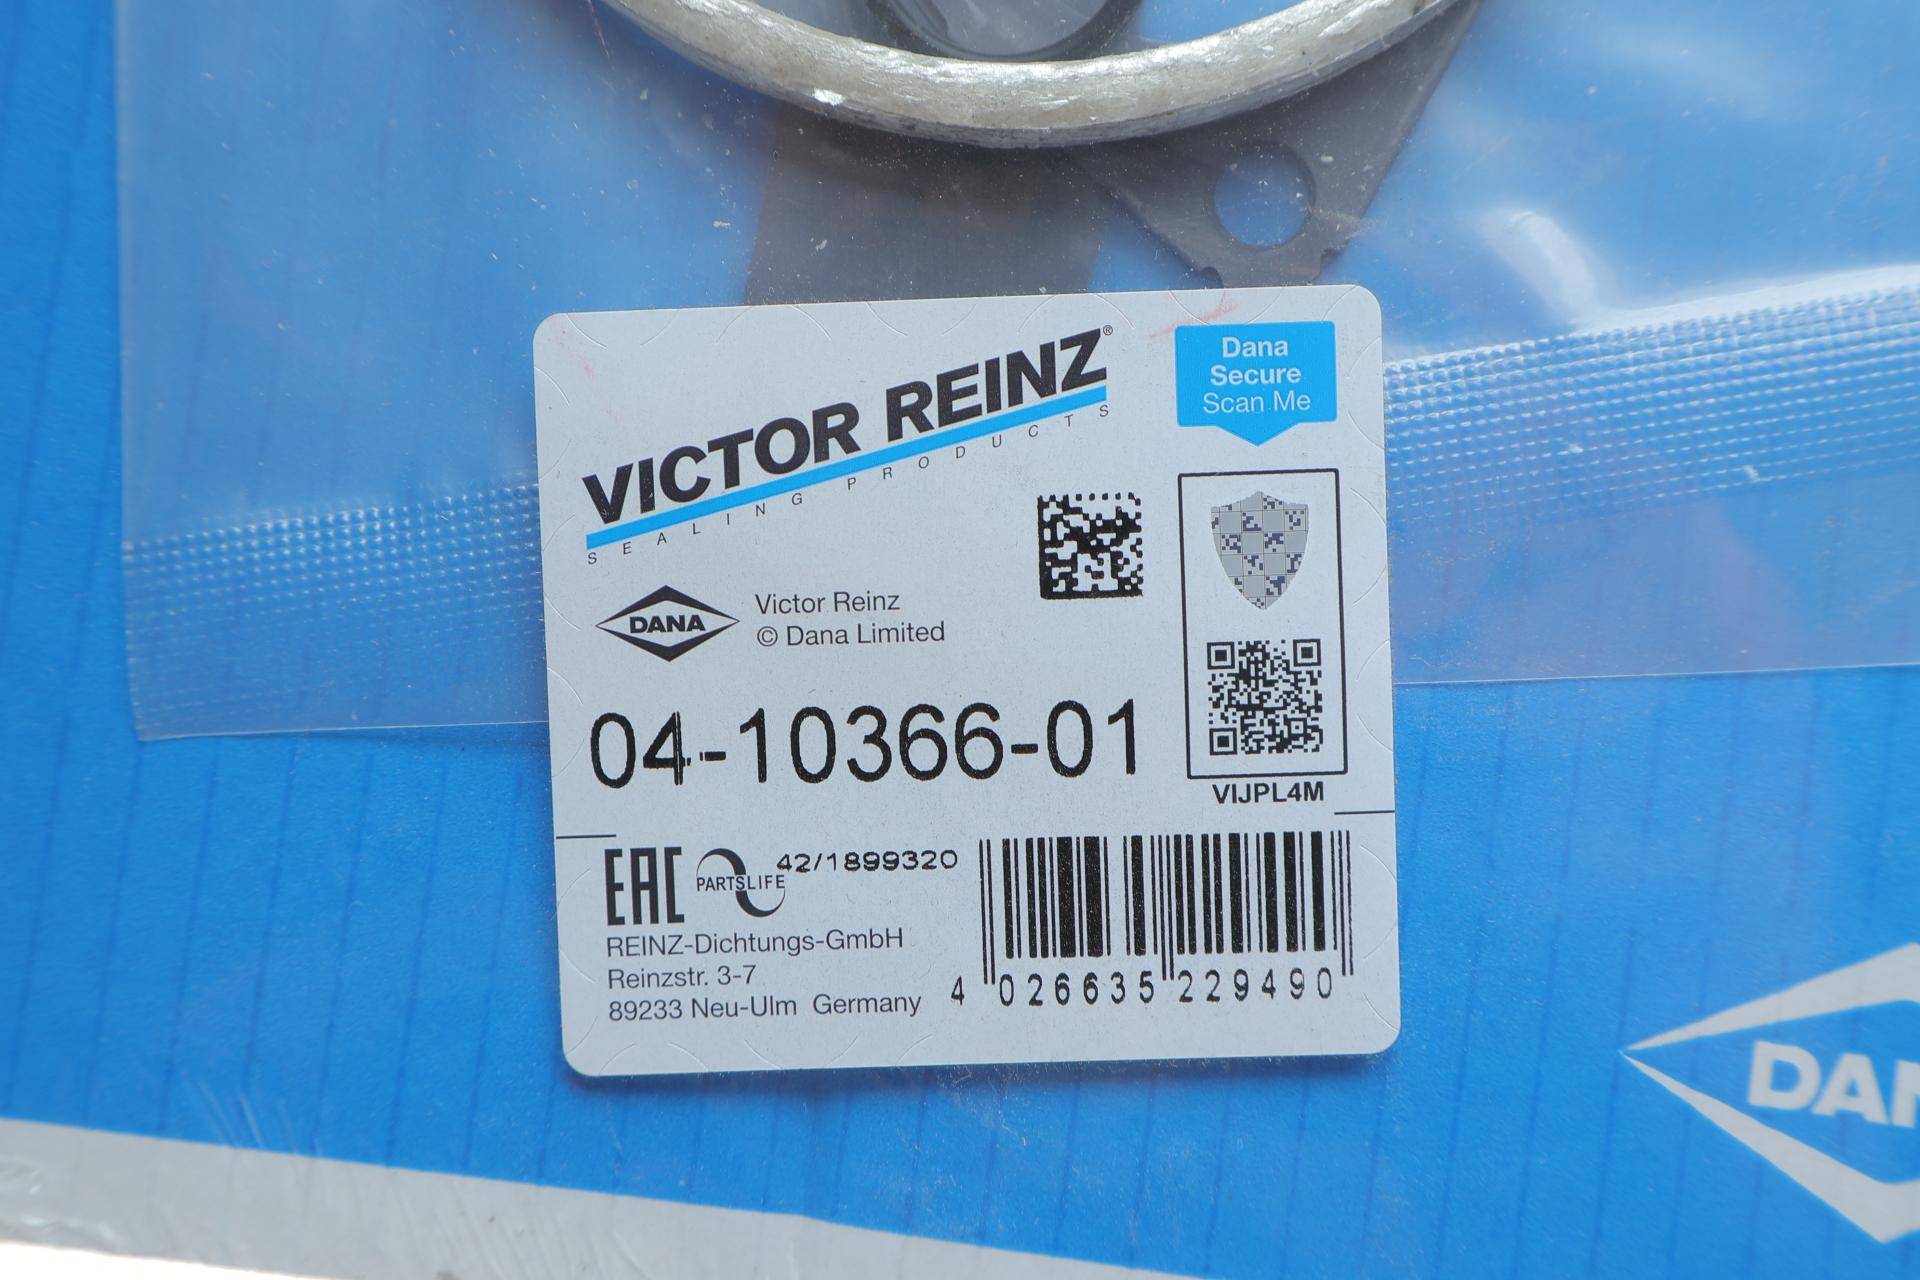 VICTOR REINZ®
SEALING PRODUCTS
Dana
Secure
Scan Me
DANA
Victor Reinz
© Dana Limited
04-10366-01
VIJPL4M
EAC
PARTSLIFE
42/1899320
REINZ-Dichtungs-GmbH
Reinzstr. 3-7
89233 Neu-Ulm Germany
4 026635 229490
DAN